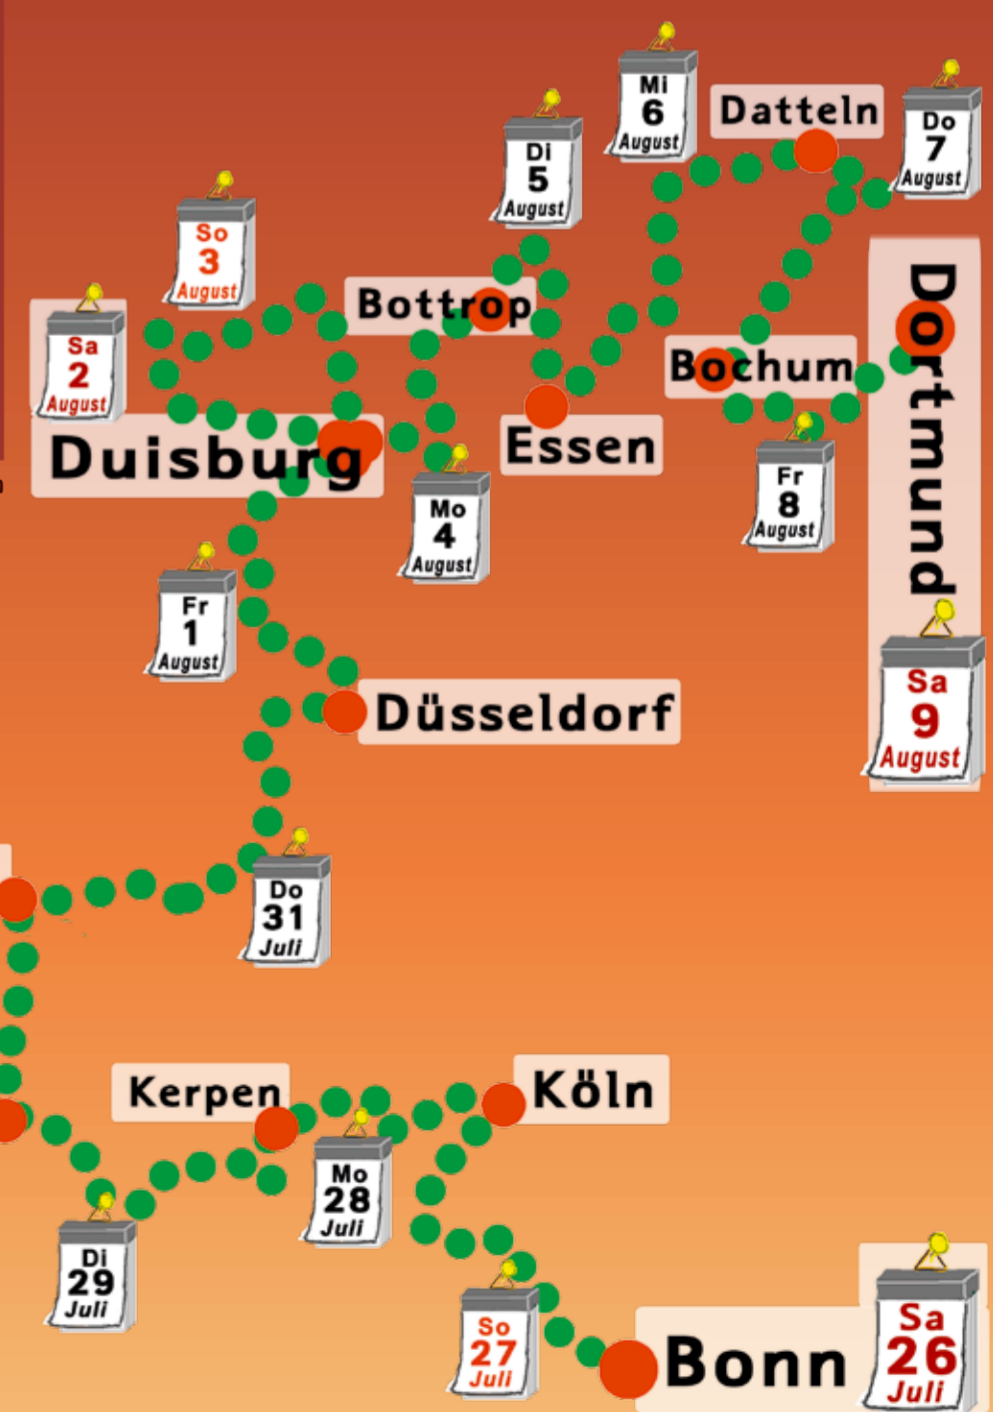 Mi
6
August
Datteln
Do
7
August
Di
5
August
So
3
August
Bottrop
Sa
2
August
Dortmund
Bochum
Duisburg
Essen
Fr
8
August
Mo
4
August
Fr
1
August
Düsseldorf
Sa
9
August
Do
31
Juli
Kerpen
Köln
Mo
28
Juli
Di
29
Juli
So
27
Juli
Bonn
Sa
26
Juli